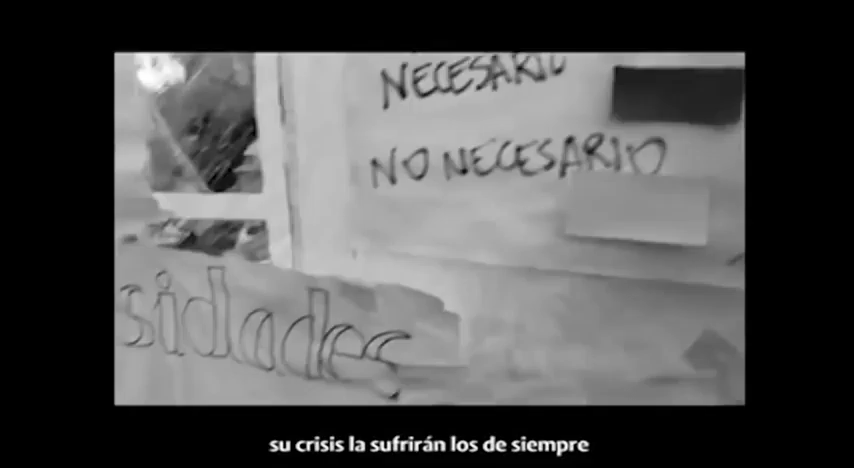 NECESARIO
NO NECESARIO
sidades
su crisis la sufrirán los de siempre